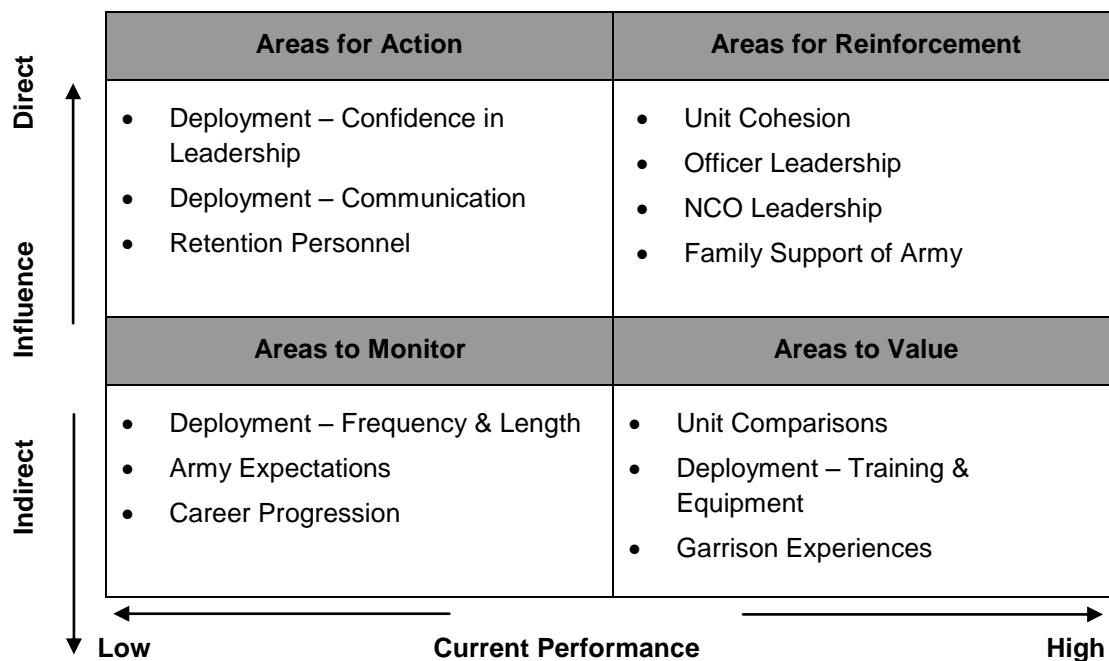 Direct
Influence
Indirect
Areas for Action
Areas for Reinforcement
• Deployment – Confidence in
Leadership
• Deployment – Communication
• Retention Personnel
• Unit Cohesion
• Officer Leadership
• NCO Leadership
• Family Support of Army
Areas to Monitor
Areas to Value
• Deployment – Frequency & Length
• Army Expectations
• Career Progression
• Unit Comparisons
• Deployment – Training &
Equipment
• Garrison Experiences
Low
Current Performance
High